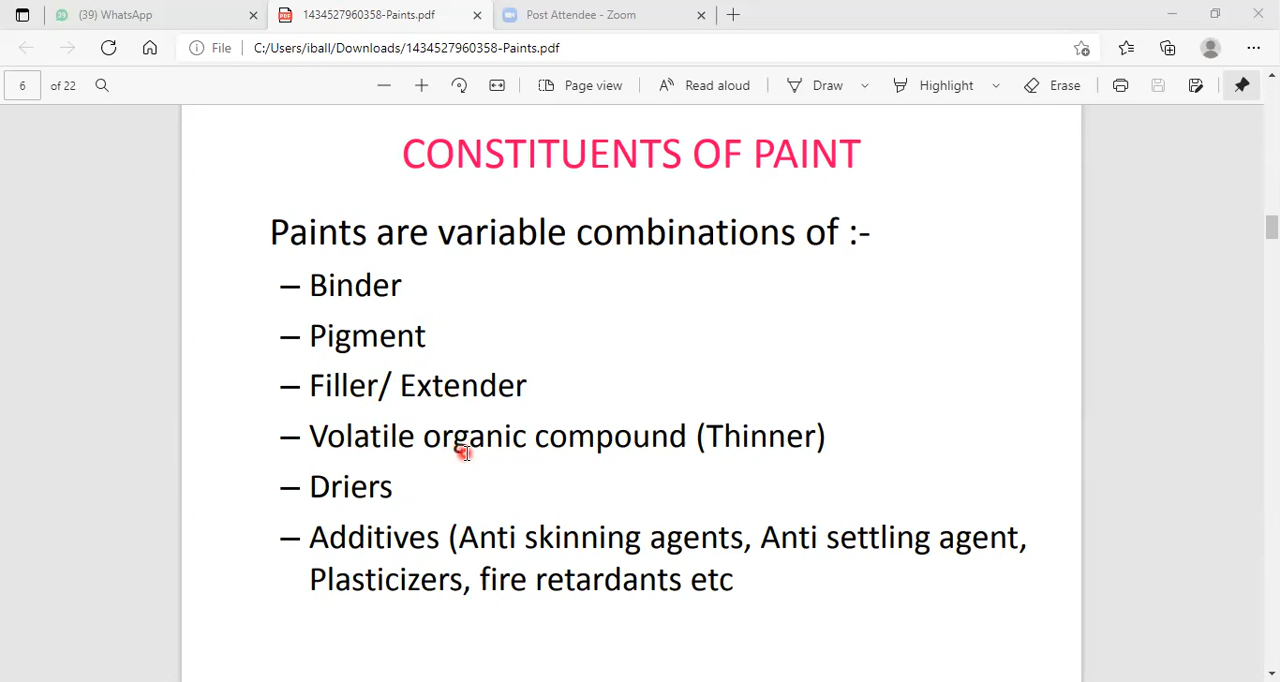 (39) WhatsApp
1434527960358-Paints.pdf
Post Attendee - Zoom
File C:/Users/iball/Downloads/1434527960358-Paints.pdf
6 of 22 Page view Read aloud Draw Highlight Erase
CONSTITUENTS OF PAINT
Paints are variable combinations of :-
– Binder
– Pigment
– Filler/ Extender
– Volatile organic compound (Thinner)
– Driers
– Additives (Anti skinning agents, Anti settling agent,
Plasticizers, fire retardants etc